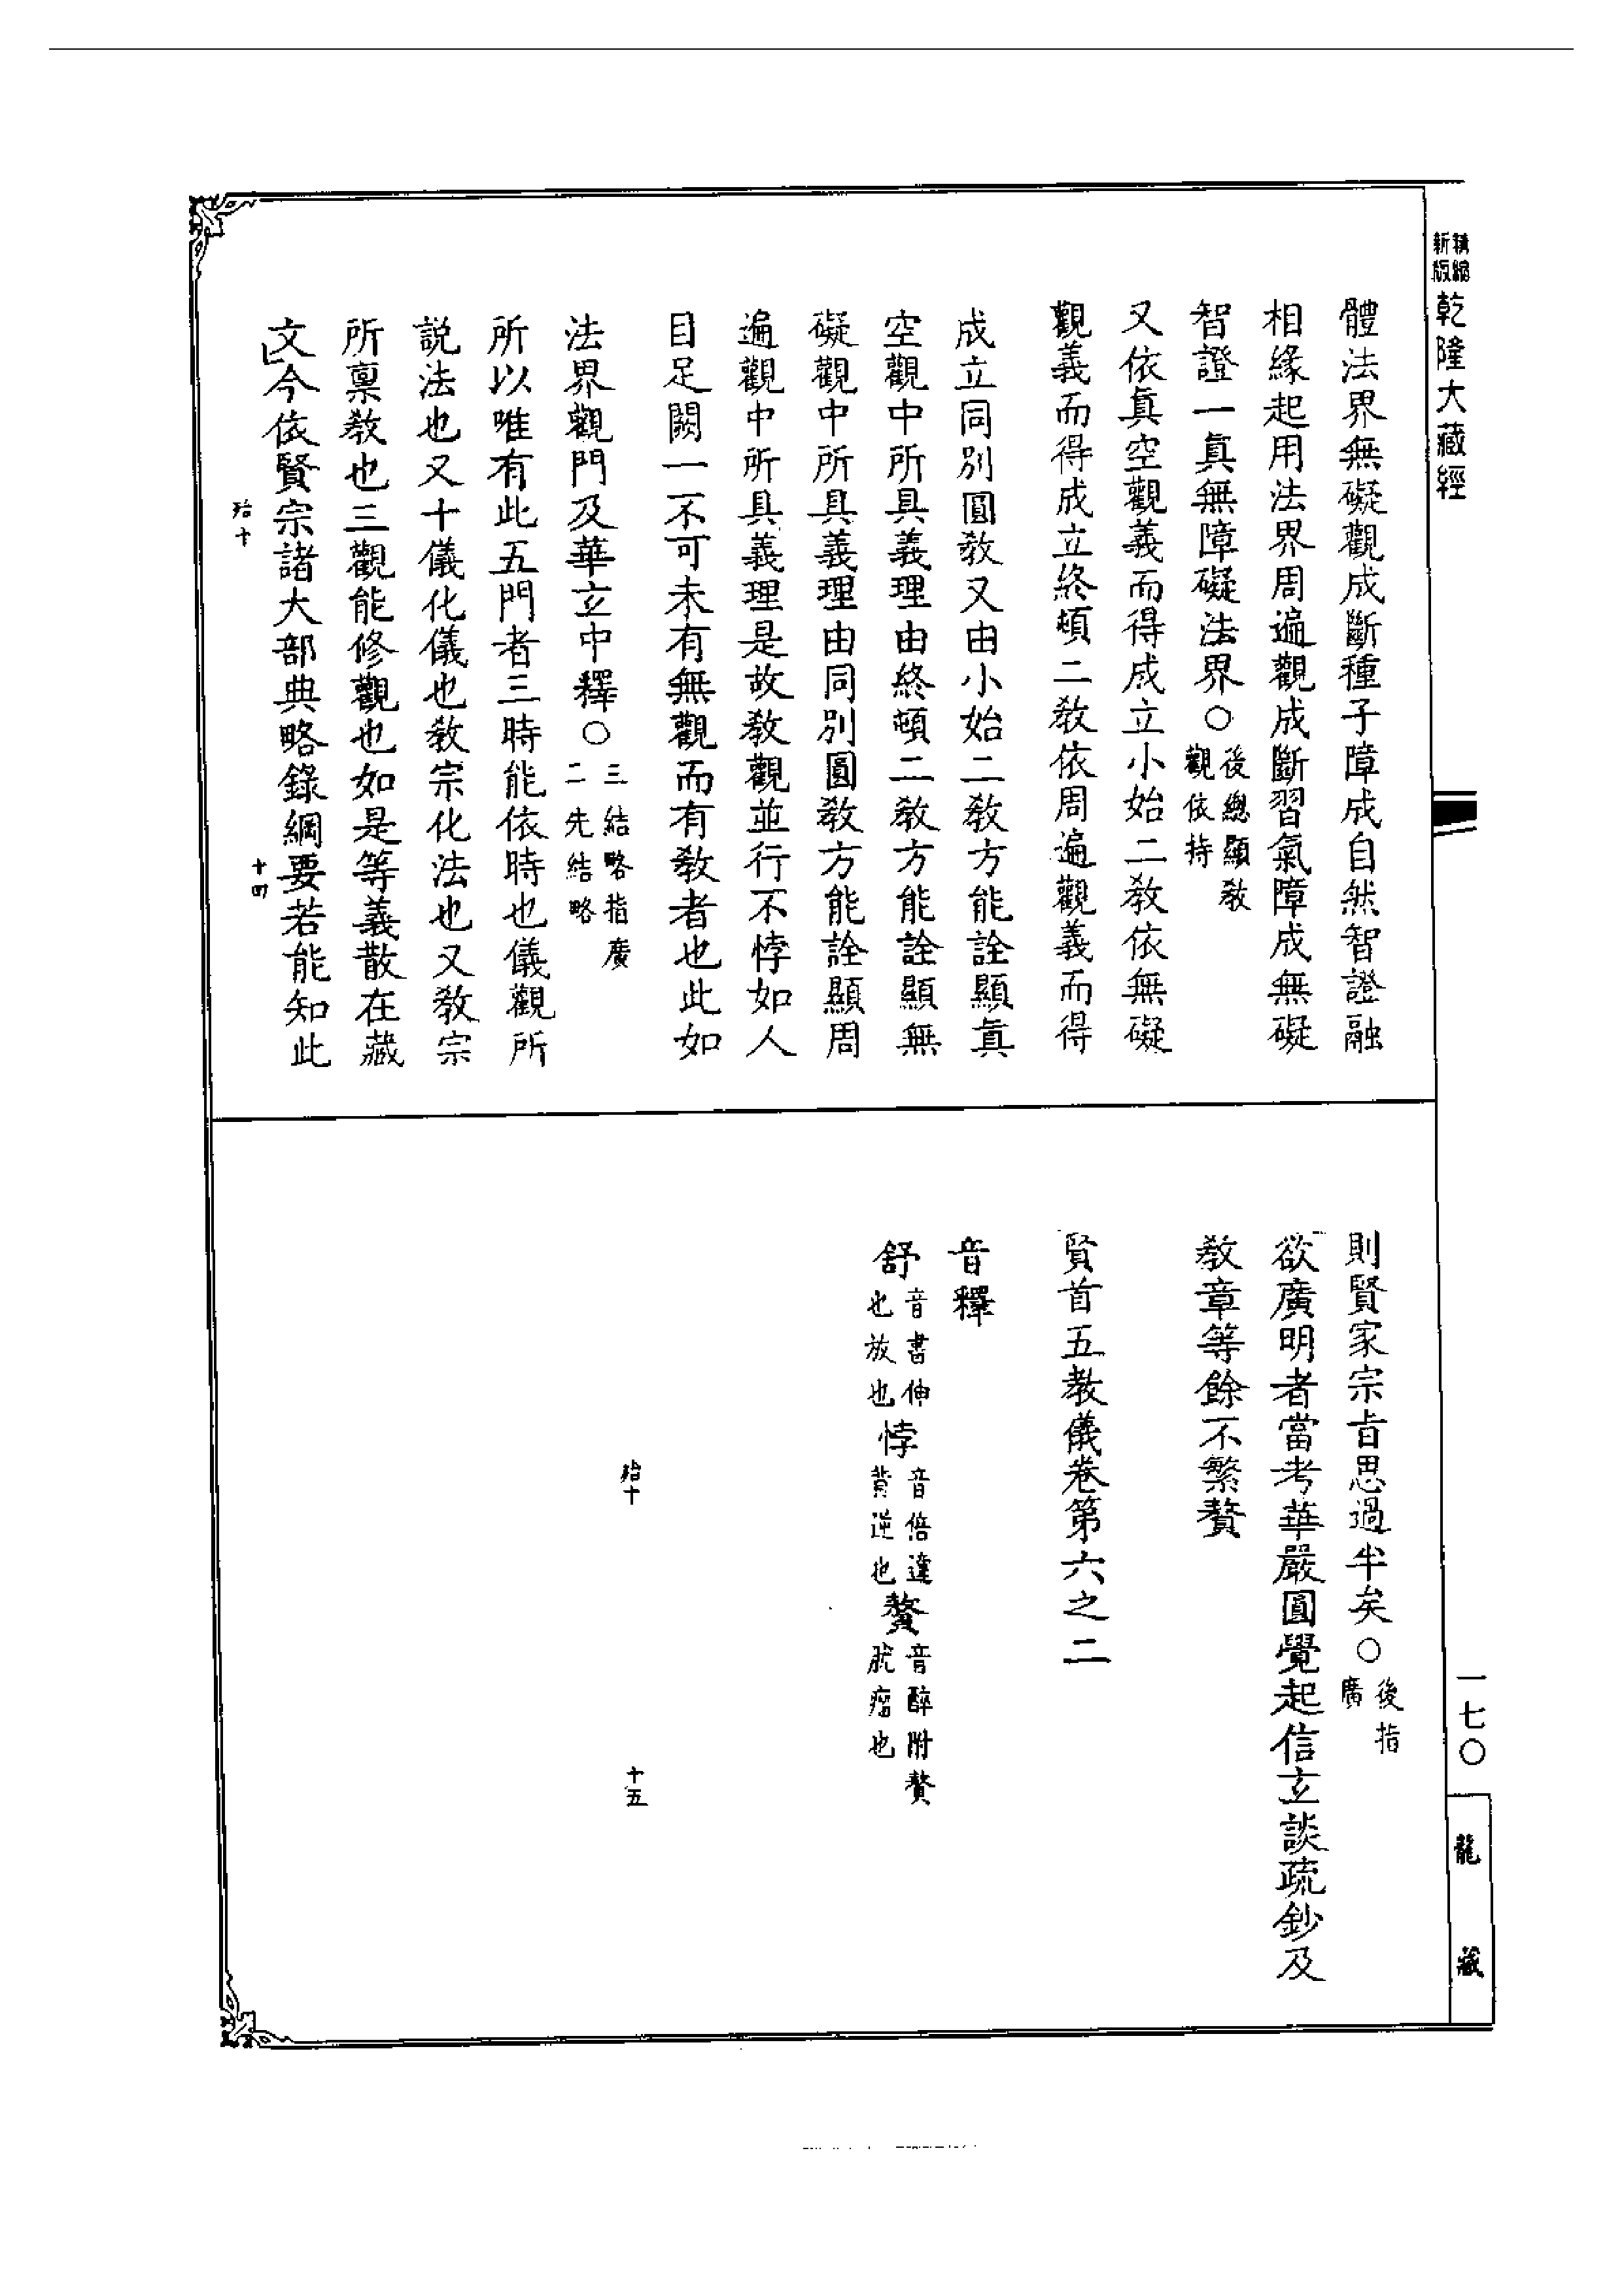 精縮新版
乾隆大藏經
體法界無礙觀成斷種子障成自然智證融
相緣起用法界周遍觀成斷習氣障成無礙
智證一真無障礙法界○後總顯教觀依持
又依真空觀義而得成立小始二教依無礙
觀義而得成立終頓二教依周遍觀義而得
成立同別圓教又由小始二教方能詮顯真
空觀中所具義理由終頓二教方能詮顯無
礙觀中所具義理由同別圓教方能詮顯周
遍觀中所具義理是故教觀並行不悖如人
目足闕一不可未有無觀而有教者也此如
法界觀門及華玄中釋○三結略指廣二先結略
所以唯有此五門者三時能依時也儀觀所
說法也又十儀化儀也教宗化法也又教宗
所稟教也三觀能修觀也如是等義散在藏
文今依賢宗諸大部典略錄綱要若能知此
殆十
十四
則賢家宗旨思過半矣○後指廣
欲廣明者當考華嚴圓覺起信玄談疏鈔及
教章等餘不繁贅
賢首五教儀卷第六之二
音釋
舒音書伸也放也悖音倍違背逆也贅音醉附贅肬瘤也
殆十
十五
一七〇
龍藏